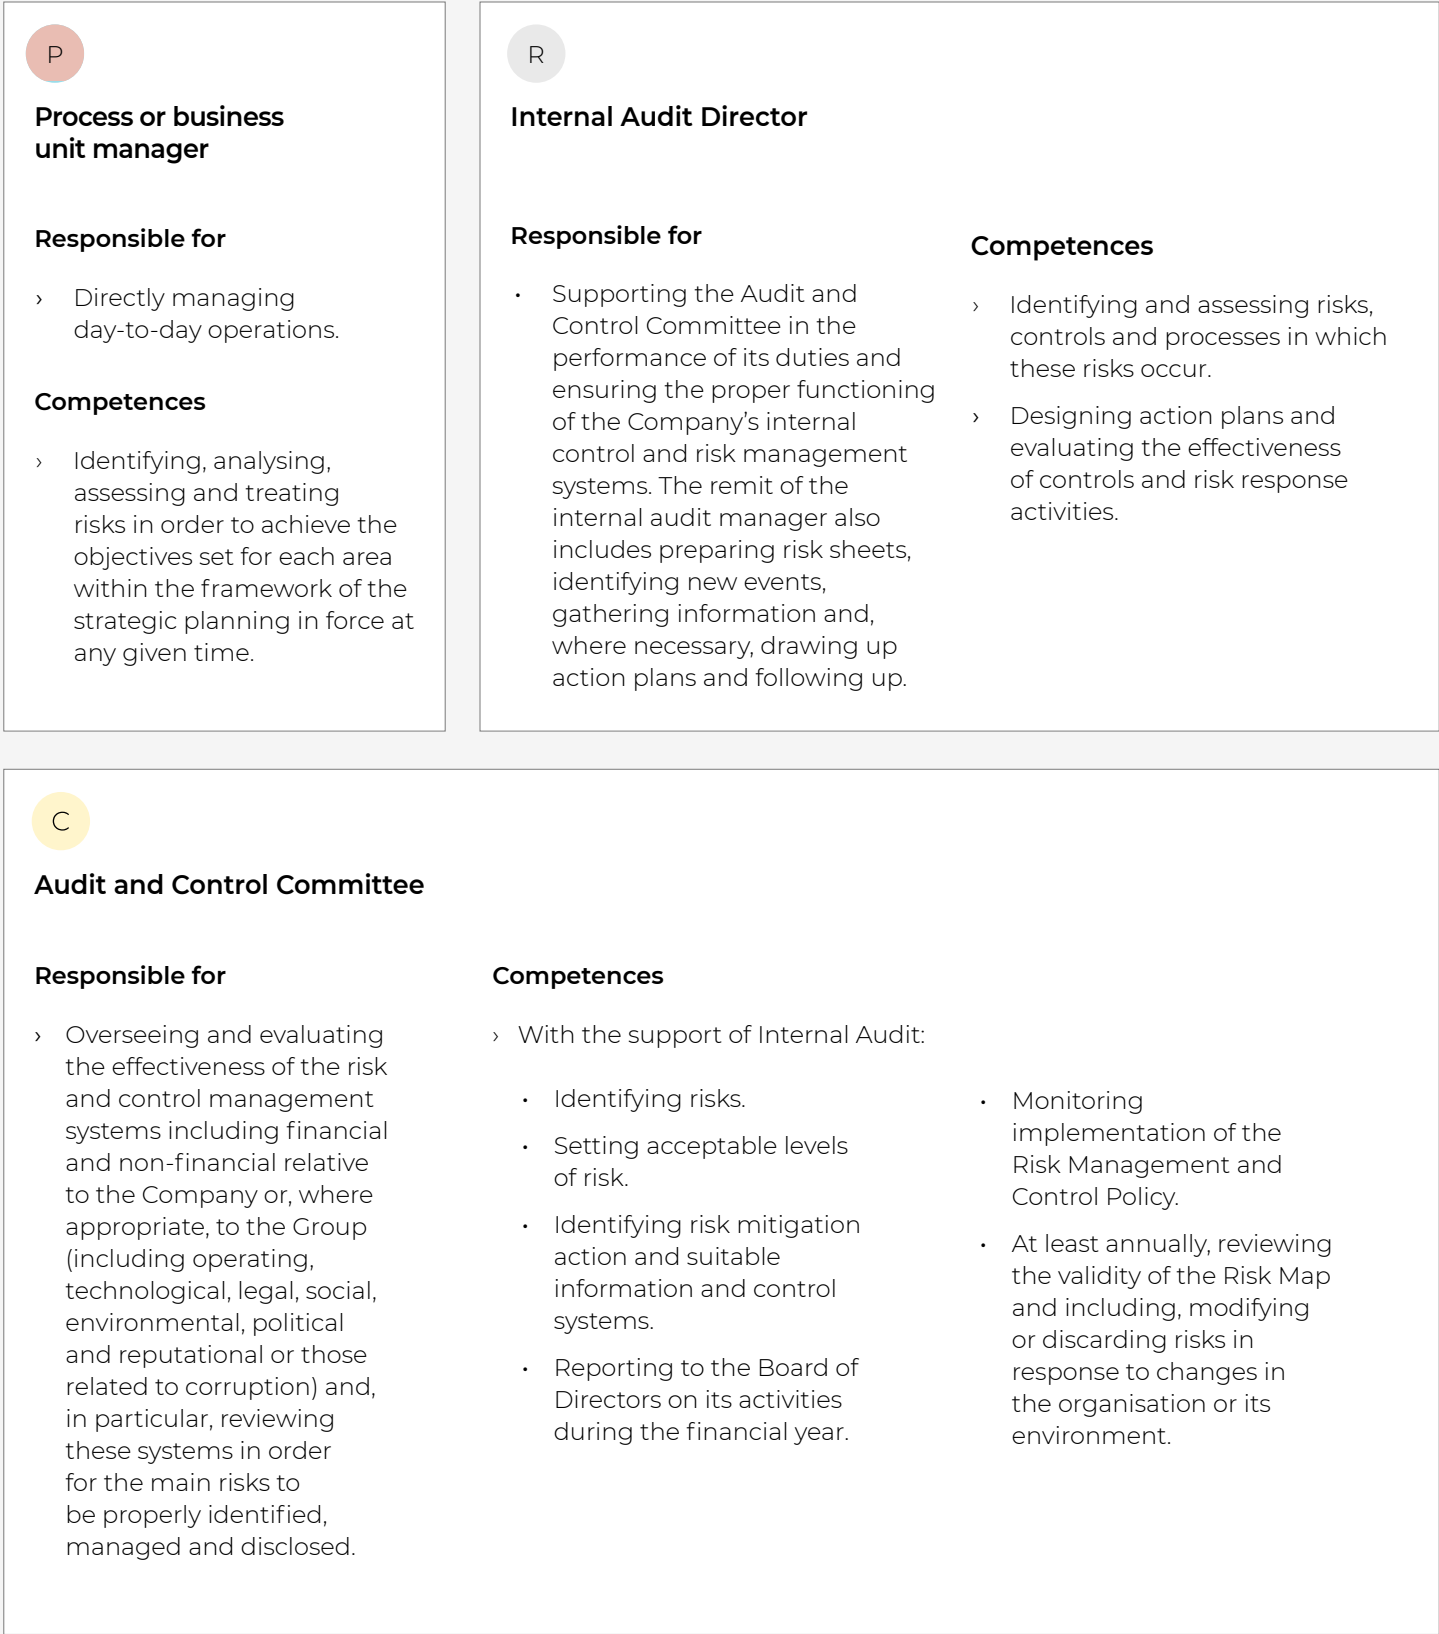 P
Process or business
unit manager
Responsible for
› Directly managing
day-to-day operations.
Competences
› Identifying, analysing,
assessing and treating
risks in order to achieve the
objectives set for each area
within the framework of the
strategic planning in force at
any given time.
R
Internal Audit Director
Responsible for
• Supporting the Audit and
Control Committee in the
performance of its duties and
ensuring the proper functioning
of the Company’s internal
control and risk management
systems. The remit of the
internal audit manager also
includes preparing risk sheets,
identifying new events,
gathering information and,
where necessary, drawing up
action plans and following up.
Competences
› Identifying and assessing risks,
controls and processes in which
these risks occur.
› Designing action plans and
evaluating the effectiveness
of controls and risk response
activities.
C
Audit and Control Committee
Responsible for
› Overseeing and evaluating
the effectiveness of the risk
and control management
systems including financial
and non-financial relative
to the Company or, where
appropriate, to the Group
(including operating,
technological, legal, social,
environmental, political
and reputational or those
related to corruption) and,
in particular, reviewing
these systems in order
for the main risks to
be properly identified,
managed and disclosed.
Competences
› With the support of Internal Audit:
• Identifying risks.
• Setting acceptable levels
of risk.
• Identifying risk mitigation
action and suitable
information and control
systems.
• Reporting to the Board of
Directors on its activities
during the financial year.
• Monitoring
implementation of the
Risk Management and
Control Policy.
• At least annually, reviewing
the validity of the Risk Map
and including, modifying
or discarding risks in
response to changes in
the organisation or its
environment.